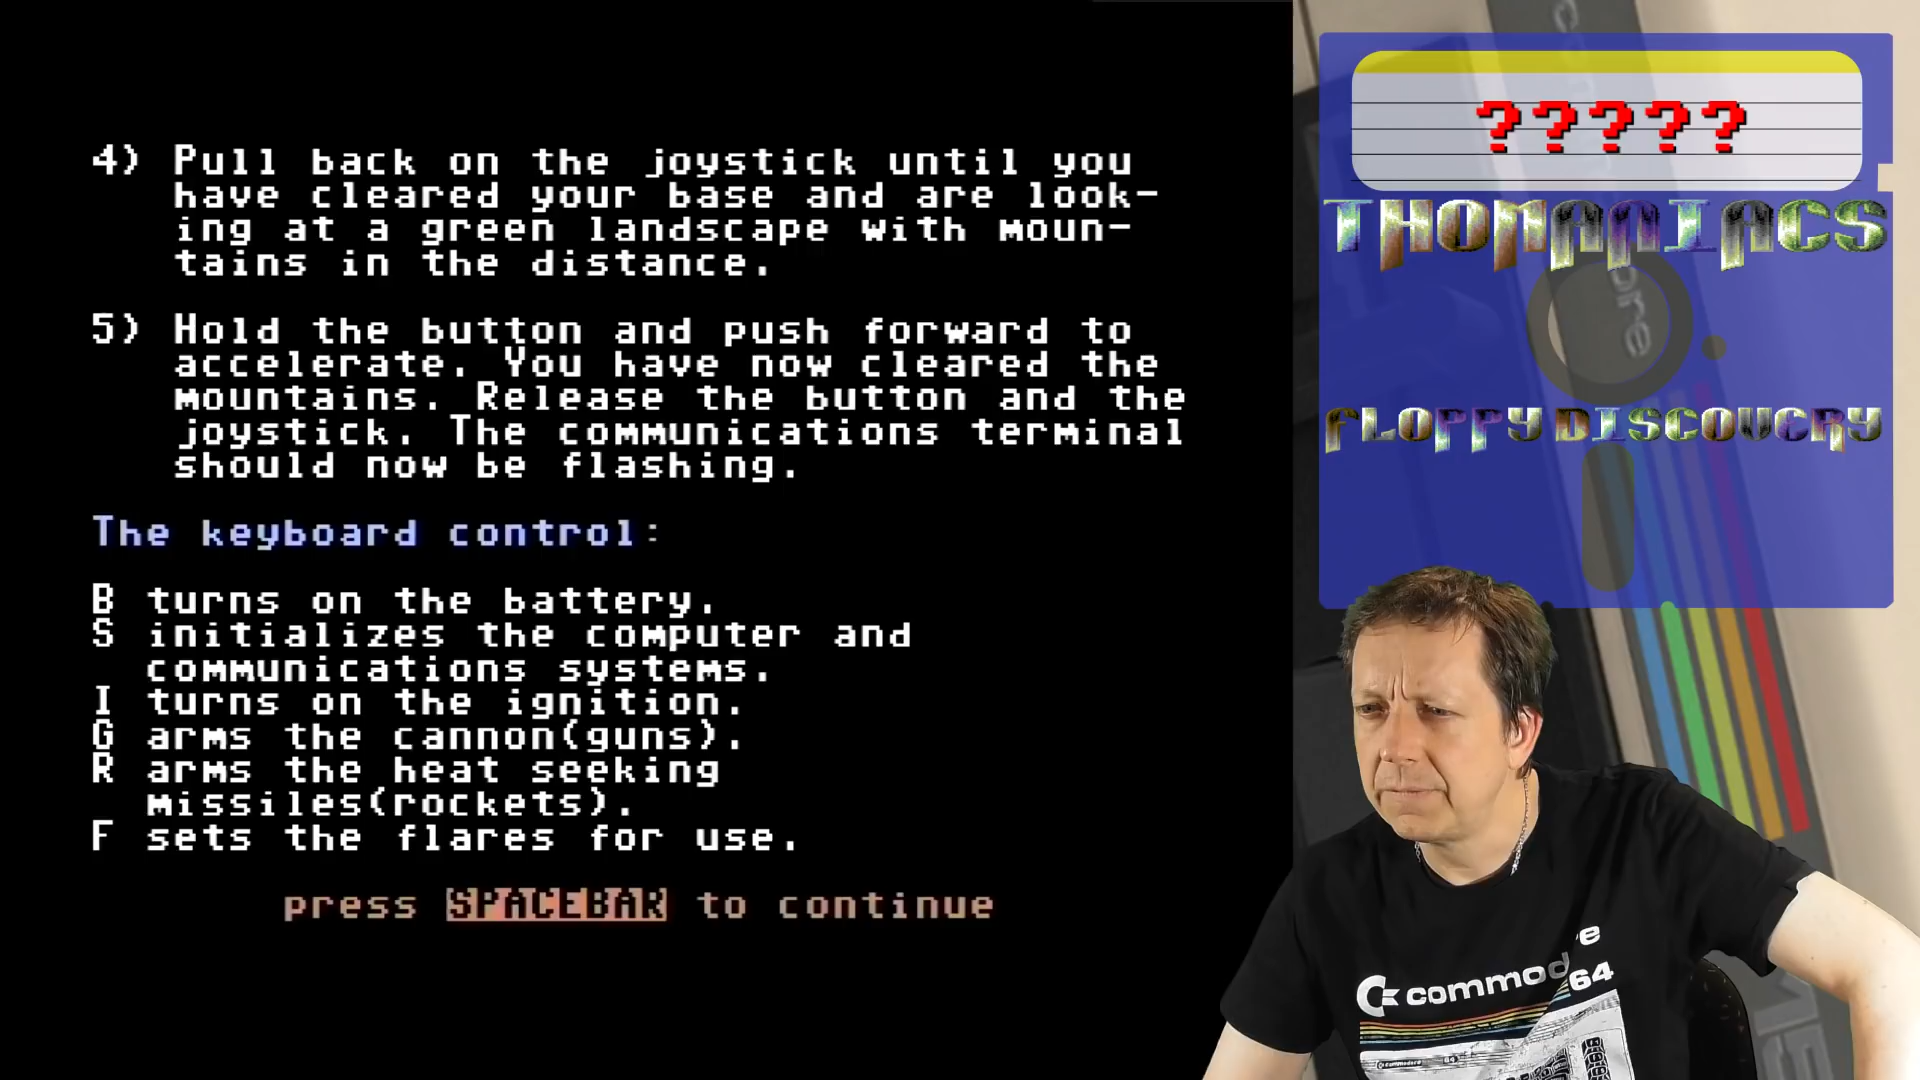 4) Pull back on the joystick until you
have cleared your base and are look-
ing at a green landscape with moun-
tains in the distance.
5) Hold the button and push forward to
accelerate. You have now cleared the
mountains. Release the button and the
joystick. The communications terminal
should now be flashing.
The keyboard control:
B turns on the battery.
S initializes the computer and
communications systems.
I turns on the ignition.
G arms the cannon(guns).
R arms the heat seeking
missiles(rockets).
F sets the flares for use.
press SPACEBAR to continue
?????
THOMANIACS
FLOPPY DISCOVERY
commodore
64